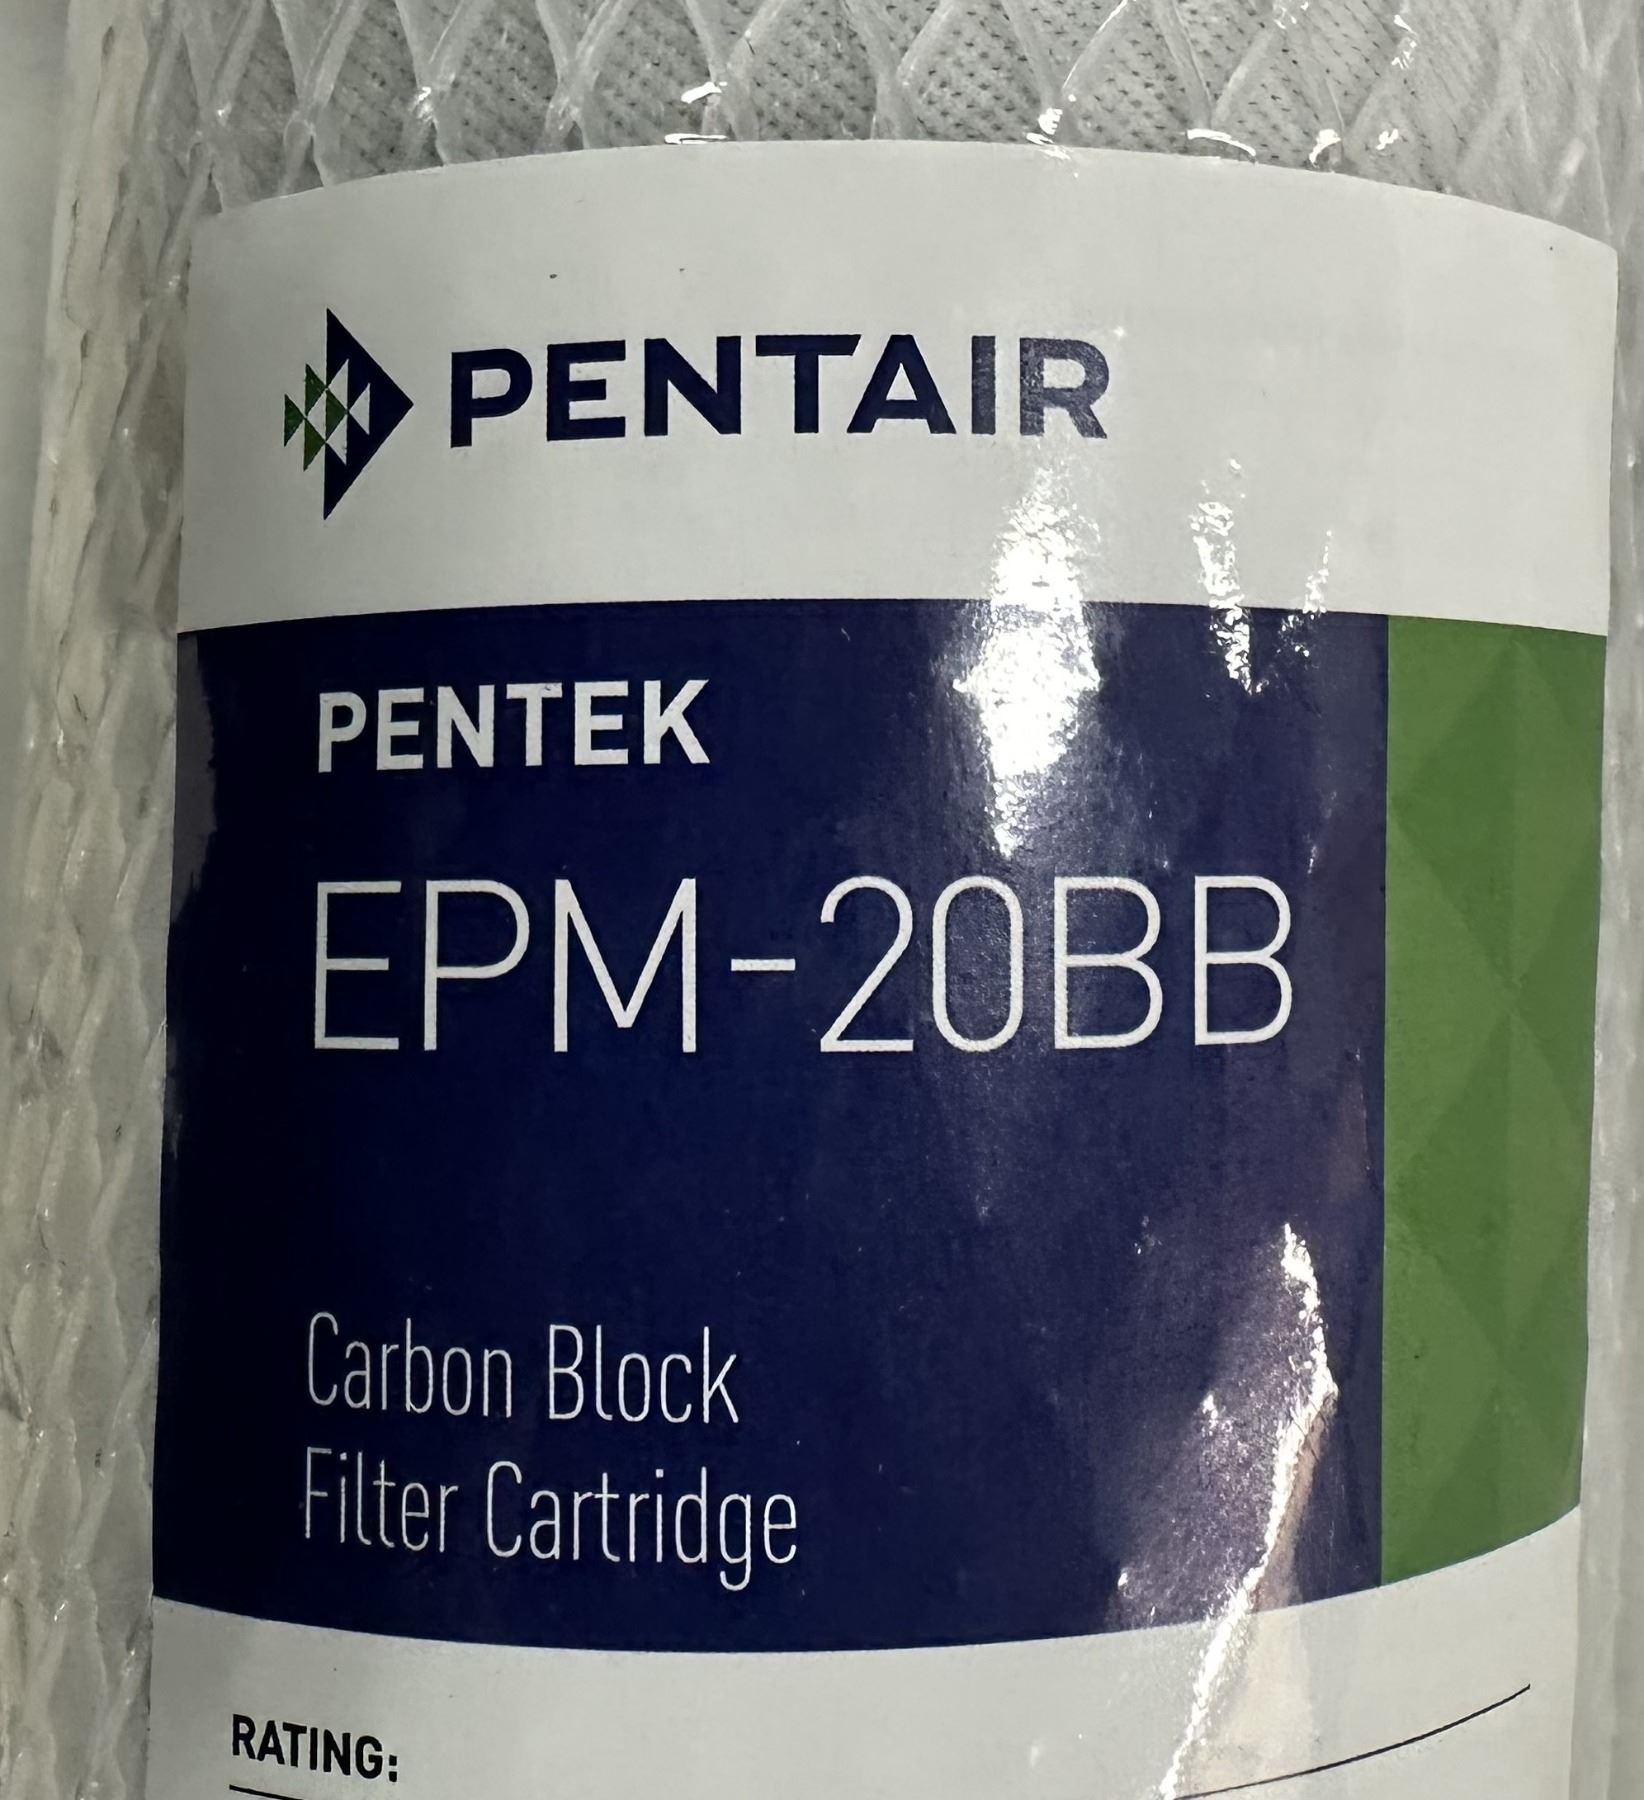 PENTAIR
PENTEK
EPM-20BB
Carbon Block
Filter Cartridge
RATING: